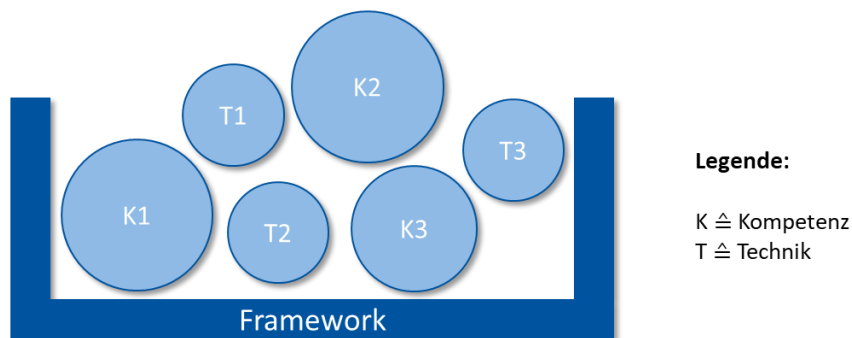 K2
T1
T3
K1
T2
K3
Framework
Legende:
K ≙ Kompetenz
T ≙ Technik